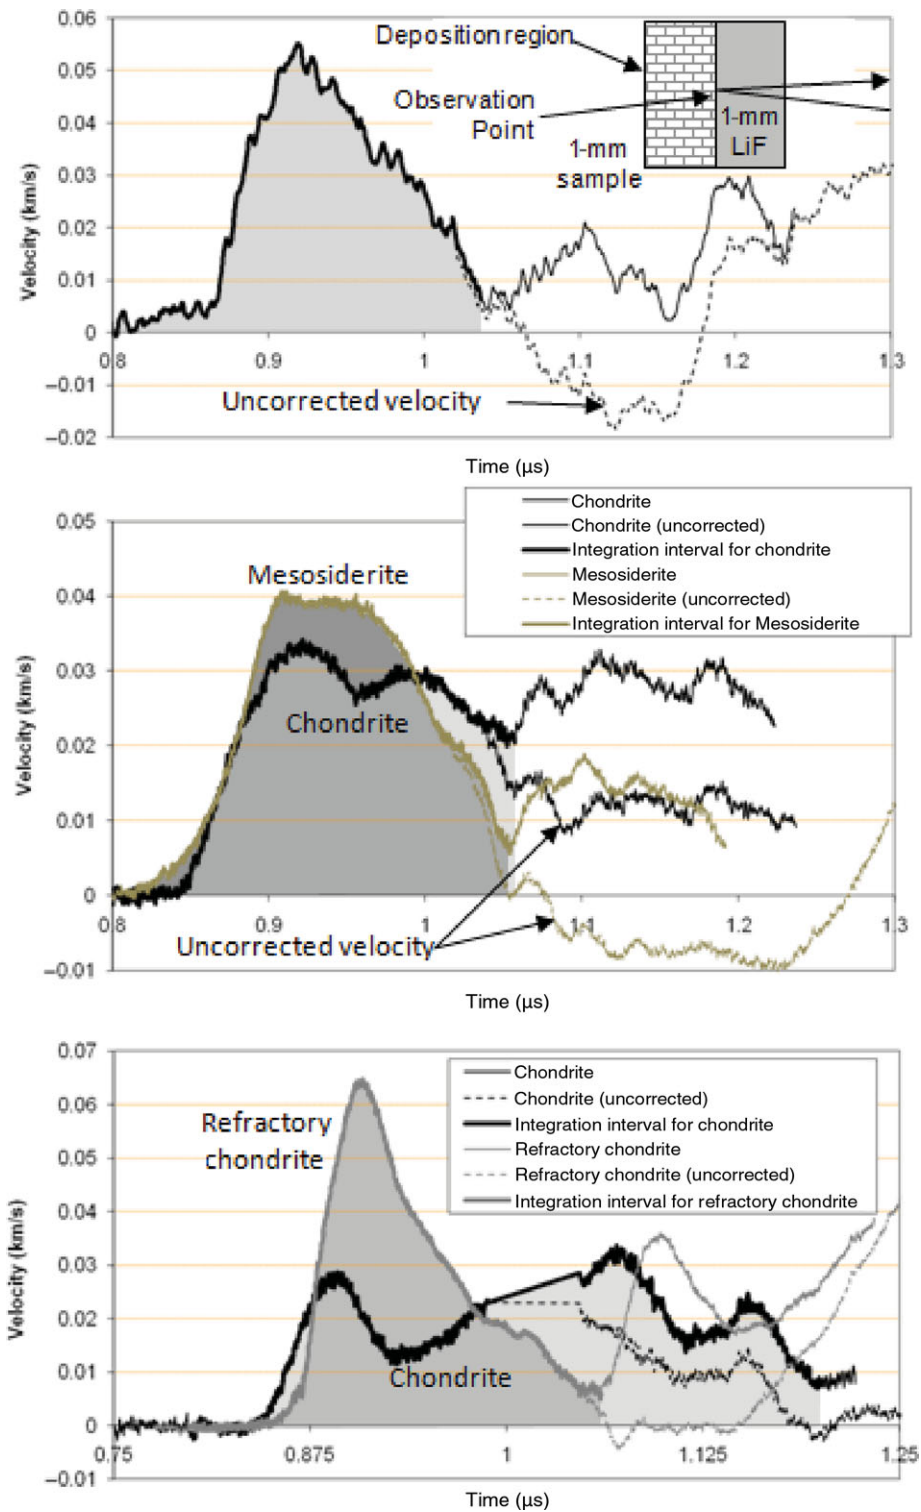 0.06
0.05
0.04
0.03
0.02
0.01
0
−0.01
−0.02
Velocity (km/s)
0.8
0.9
1
1.1
1.2
1.3
Deposition region
Observation
Point
1-mm
sample
1-mm
LiF
Uncorrected velocity
Time (µs)
Chondrite
Chondrite (uncorrected)
Integration interval for chondrite
Mesosiderite
Mesosiderite (uncorrected)
Integration interval for Mesosiderite
0.05
0.04
0.03
0.02
0.01
0
−0.01
Velocity (km/s)
Mesosiderite
Chondrite
0.8
0.9
1
1.1
1.2
1.3
Uncorrected velocity
Time (µs)
0.07
0.06
0.05
0.04
0.03
0.02
0.01
0
−0.01
Velocity (km/s)
Chondrite
Chondrite (uncorrected)
Integration interval for chondrite
Refractory chondrite
Refractory chondrite (uncorrected)
Integration interval for refractory chondrite
Refractory
chondrite
Chondrite
0.75
0.875
1
1.125
1.25
Time (µs)